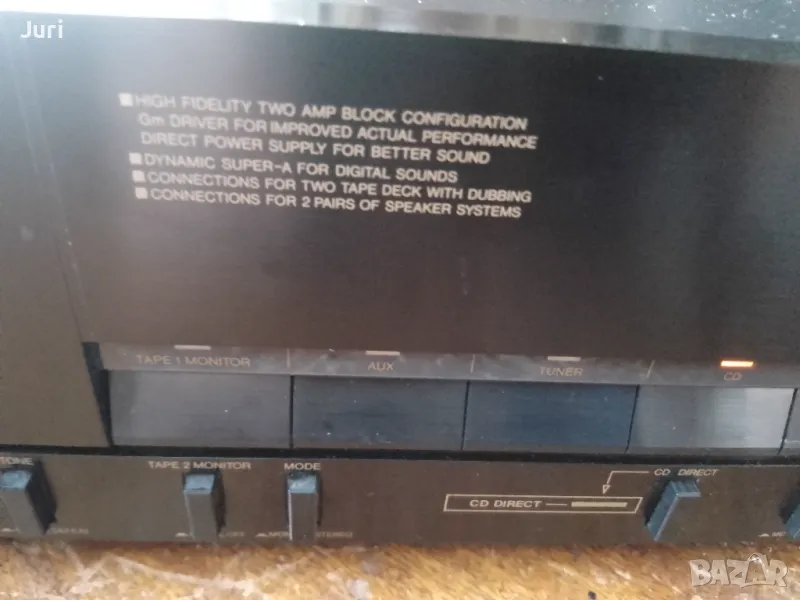 Juri
■HIGH FIDELITY TWO AMP BLOCK CONFIGURATION
Gm DRIVER FOR IMPROVED ACTUAL PERFORMANCE
DIRECT POWER SUPPLY FOR BETTER SOUND
■DYNAMIC SUPER-A FOR DIGITAL SOUNDS
■CONNECTIONS FOR TWO TAPE DECK WITH DUBBING
■CONNECTIONS FOR 2 PAIRS OF SPEAKER SYSTEMS
TAPE 1 MONITOR AUX TUNER CD
TONE TAPE 2 MONITOR MODE CD DIRECT
CD DIRECT
STEREO
BAZAR